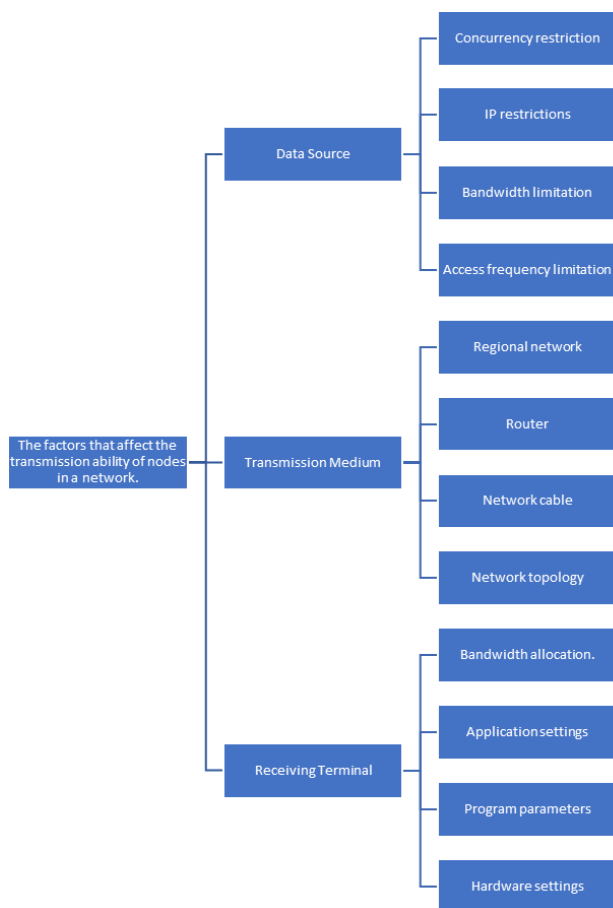 The factors that affect the
transmission ability of nodes
in a network.
Data Source
Concurrency restriction
IP restrictions
Bandwidth limitation
Access frequency limitation
Transmission Medium
Regional network
Router
Network cable
Network topology
Receiving Terminal
Bandwidth allocation.
Application settings
Program parameters
Hardware settings